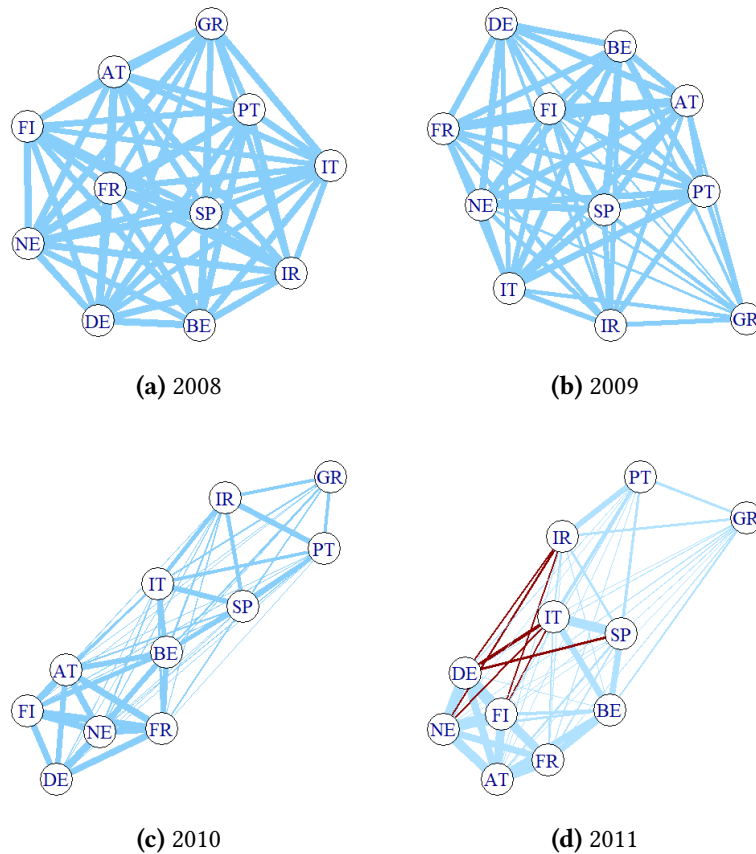 GR
AT
PT
FI
IT
FR
SP
NE
IR
DE
BE
(a) 2008
DE
BE
FI
AT
FR
PT
NE
SP
IT
IR
GR
(b) 2009
GR
IR
PT
IT
SP
BE
AT
FI
NE
FR
DE
(c) 2010
PT
GR
IR
IT
SP
DE
FI
BE
NE
FR
AT
(d) 2011